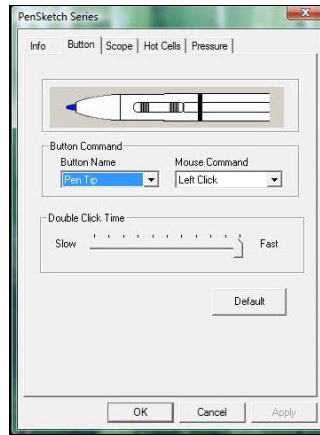 PenSketch Series
Info Button Scope Hot Cells Pressure
Button Command
Button Name Mouse Command
Pen Tip Left Click
Double Click Time
Slow Fast
Default
OK Cancel Apply